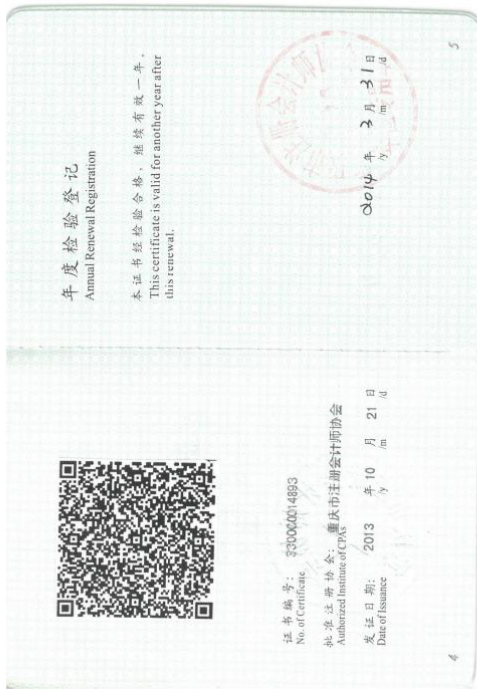 证书编号: 330000014893
No. of Certificate
批准注册协会: 重庆市注册会计师协会
Authorized Institute of CPAs
发证日期: 2013 年 10 月 21 日
Date of Issuance /y /m /d
4
年度检验登记
Annual Renewal Registration
本证书经检验合格,继续有效一年。
This certificate is valid for another year after
this renewal.
2014 年 3 月 31 日
/y /m /d
5